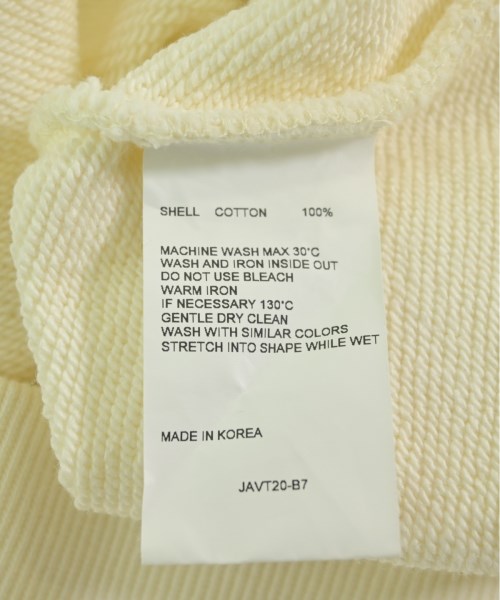 SHELL COTTON 100%
MACHINE WASH MAX 30°C
WASH AND IRON INSIDE OUT
DO NOT USE BLEACH
WARM IRON
IF NECESSARY 130°C
GENTLE DRY CLEAN
WASH WITH SIMILAR COLORS
STRETCH INTO SHAPE WHILE WET
MADE IN KOREA
JAVT20-B7